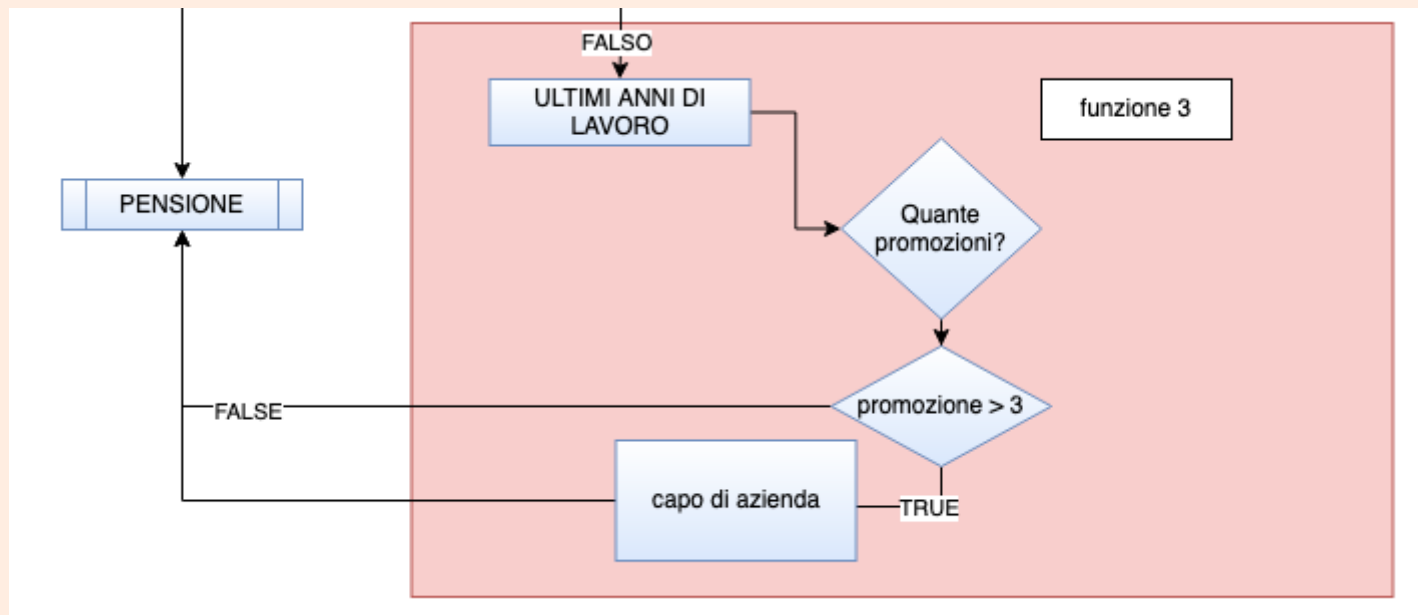 FALSO
ULTIMI ANNI DI
LAVORO
funzione 3
PENSIONE
Quante
promozioni?
promozione > 3
FALSE
capo di azienda
TRUE